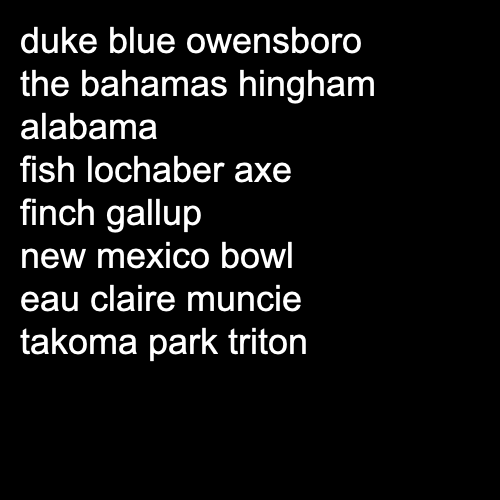 duke blue owensboro
the bahamas hingham
alabama
fish lochaber axe
finch gallup
new mexico bowl
eau claire muncie
takoma park triton